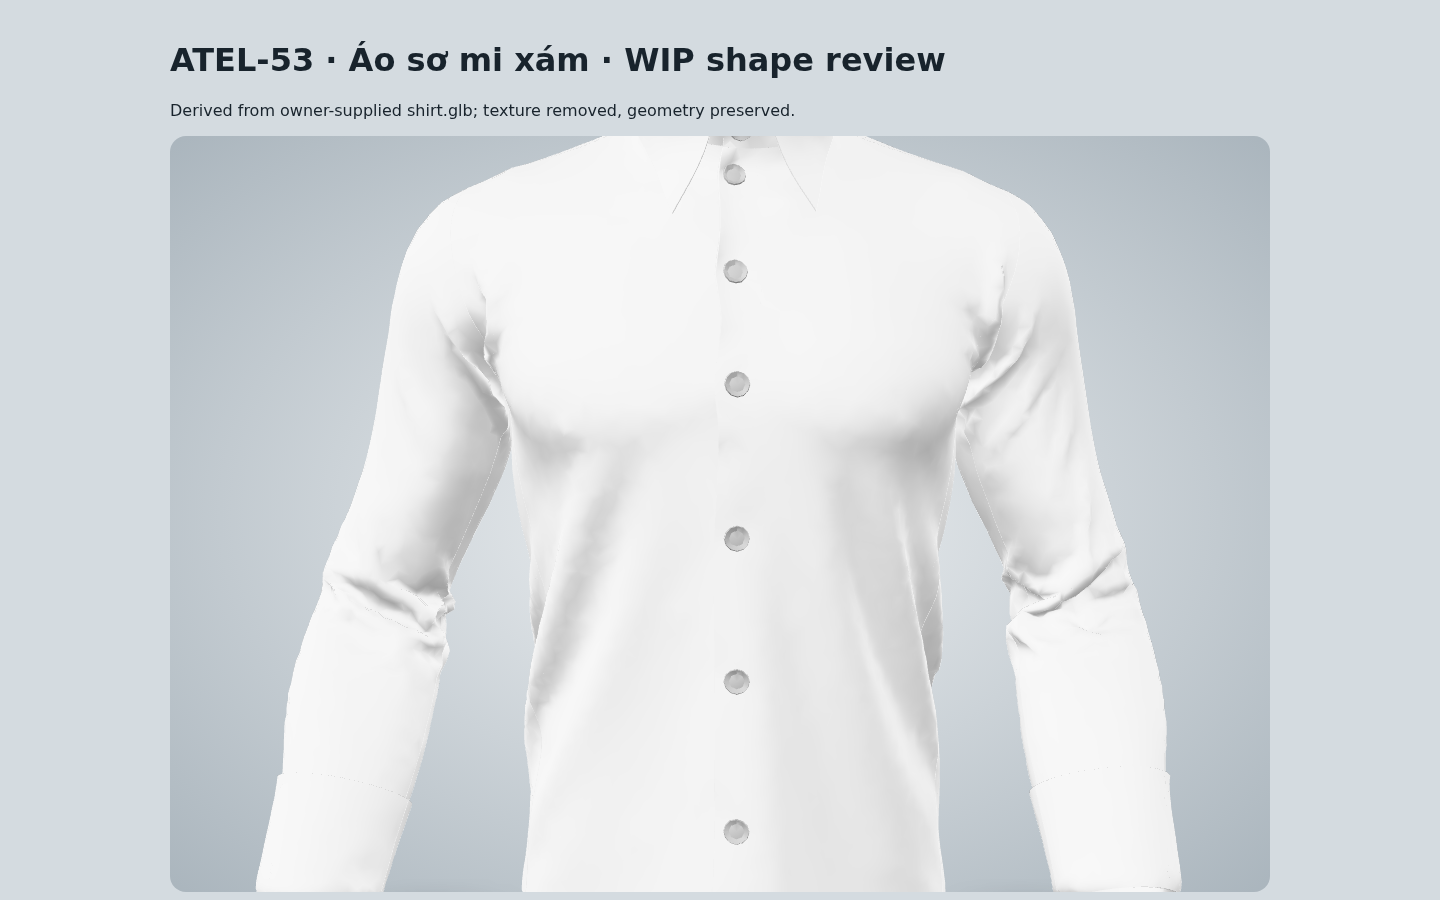 ATEL-53 · Áo sơ mi xám · WIP shape review
Derived from owner-supplied shirt.glb; texture removed, geometry preserved.